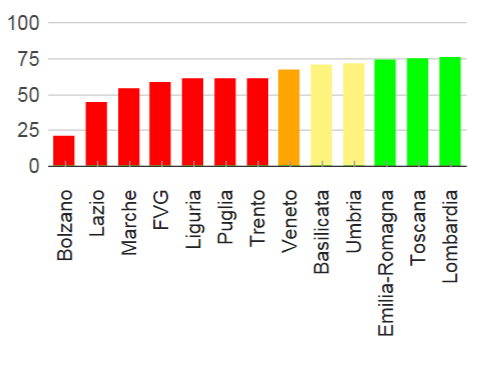 100
75
50
25
0
Bolzano
Lazio
Marche
FVG
Liguria
Puglia
Trento
Veneto
Basilicata
Umbria
Emilia-Romagna
Toscana
Lombardia